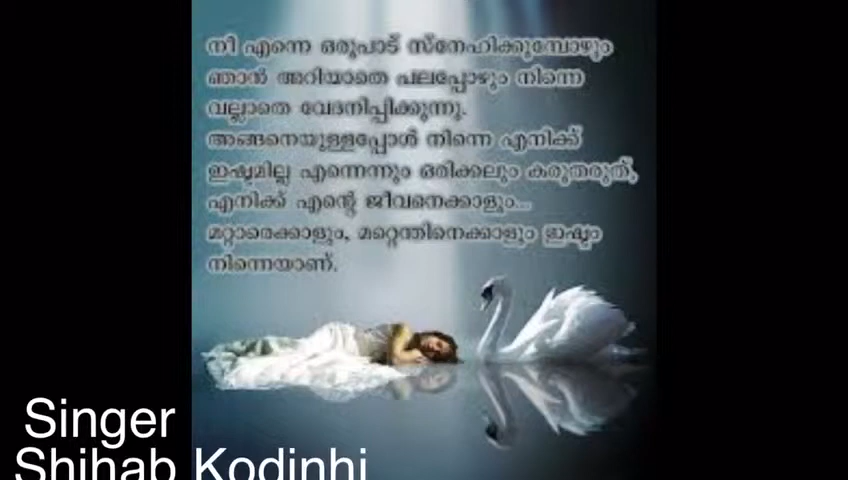 നീ എന്നെ ഒരുപാട് സ്നേഹിക്കുമ്പോഴും
ഞാൻ അറിയാതെ പലപ്പോഴും നിന്നെ
വല്ലാതെ വേദനിപ്പിക്കുന്നു.
അങ്ങനെയുള്ളപ്പോൾ നിന്നെ എനിക്ക്
ഇഷ്ടമില്ല എന്നെന്നും ഒരിക്കലും കരുതരുത്,
എനിക്ക് എന്റെ ജീവനെക്കാളും...
മറ്റാരെക്കാളും, മറ്റെന്തിനെക്കാളും ഇഷ്ടം
നിന്നെയാണ്.
Singer
Shihab Kodinhi